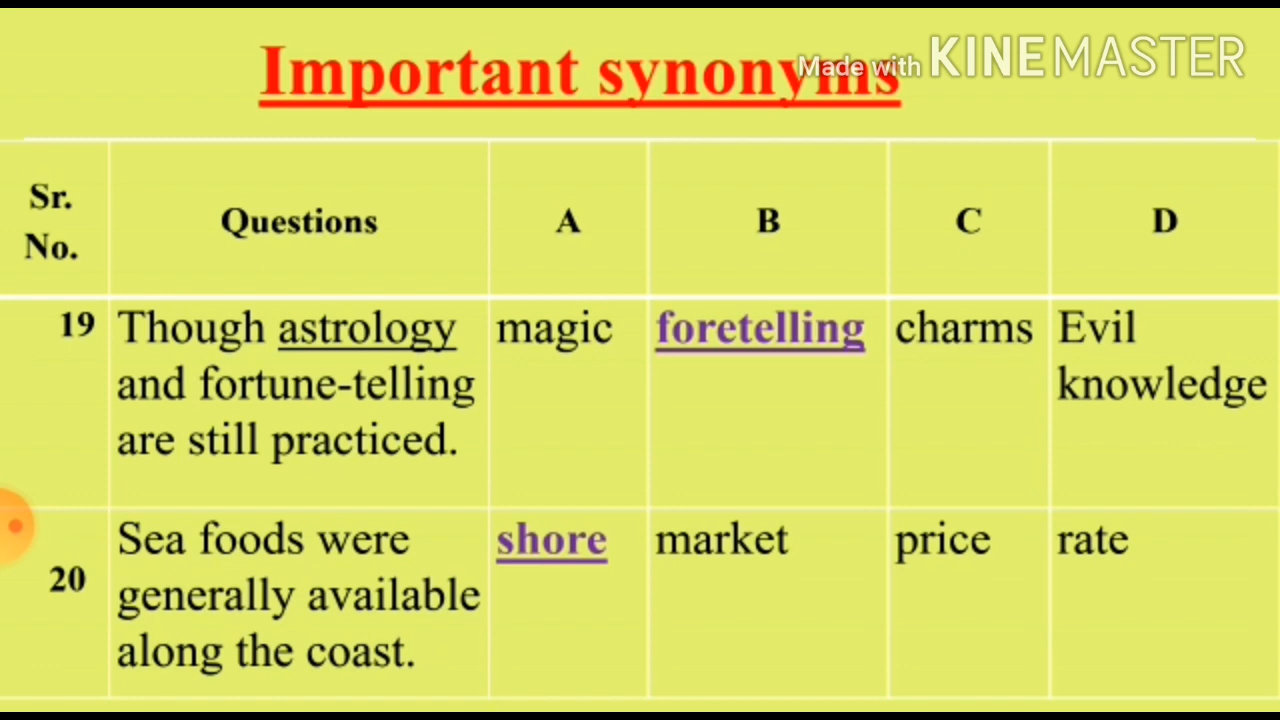 Important synonyms
Made with KINEMASTER
Sr.
No.
Questions
A
B
C
D
19
Though astrology
and fortune-telling
are still practiced.
magic
foretelling
charms
Evil
knowledge
20
Sea foods were
generally available
along the coast.
shore
market
price
rate